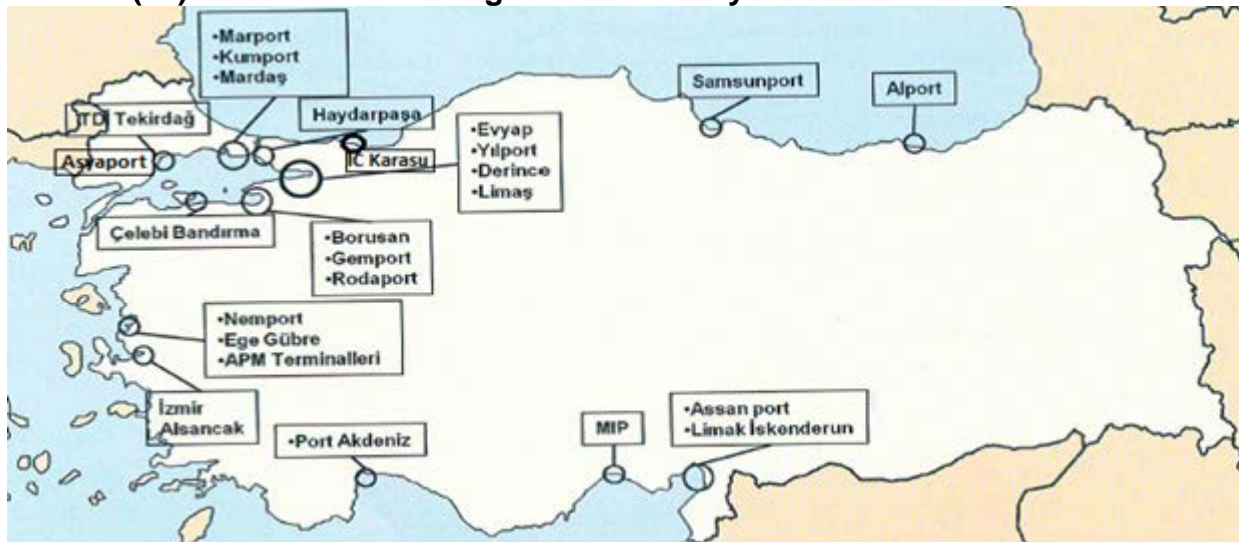 •Marport
•Kumport
•Mardaş
Samsunport
Alport
TDİ Tekirdağ
Haydarpaşa
•Evyap
•Yılport
•Derince
•Limaş
Asyaport
İC Karasu
Çelebi Bandırma
•Borusan
•Gemport
•Rodaport
•Nemport
•Ege Gübre
•APM Terminalleri
İzmir
Alsancak
•Port Akdeniz
MIP
•Assan port
•Limak İskenderun